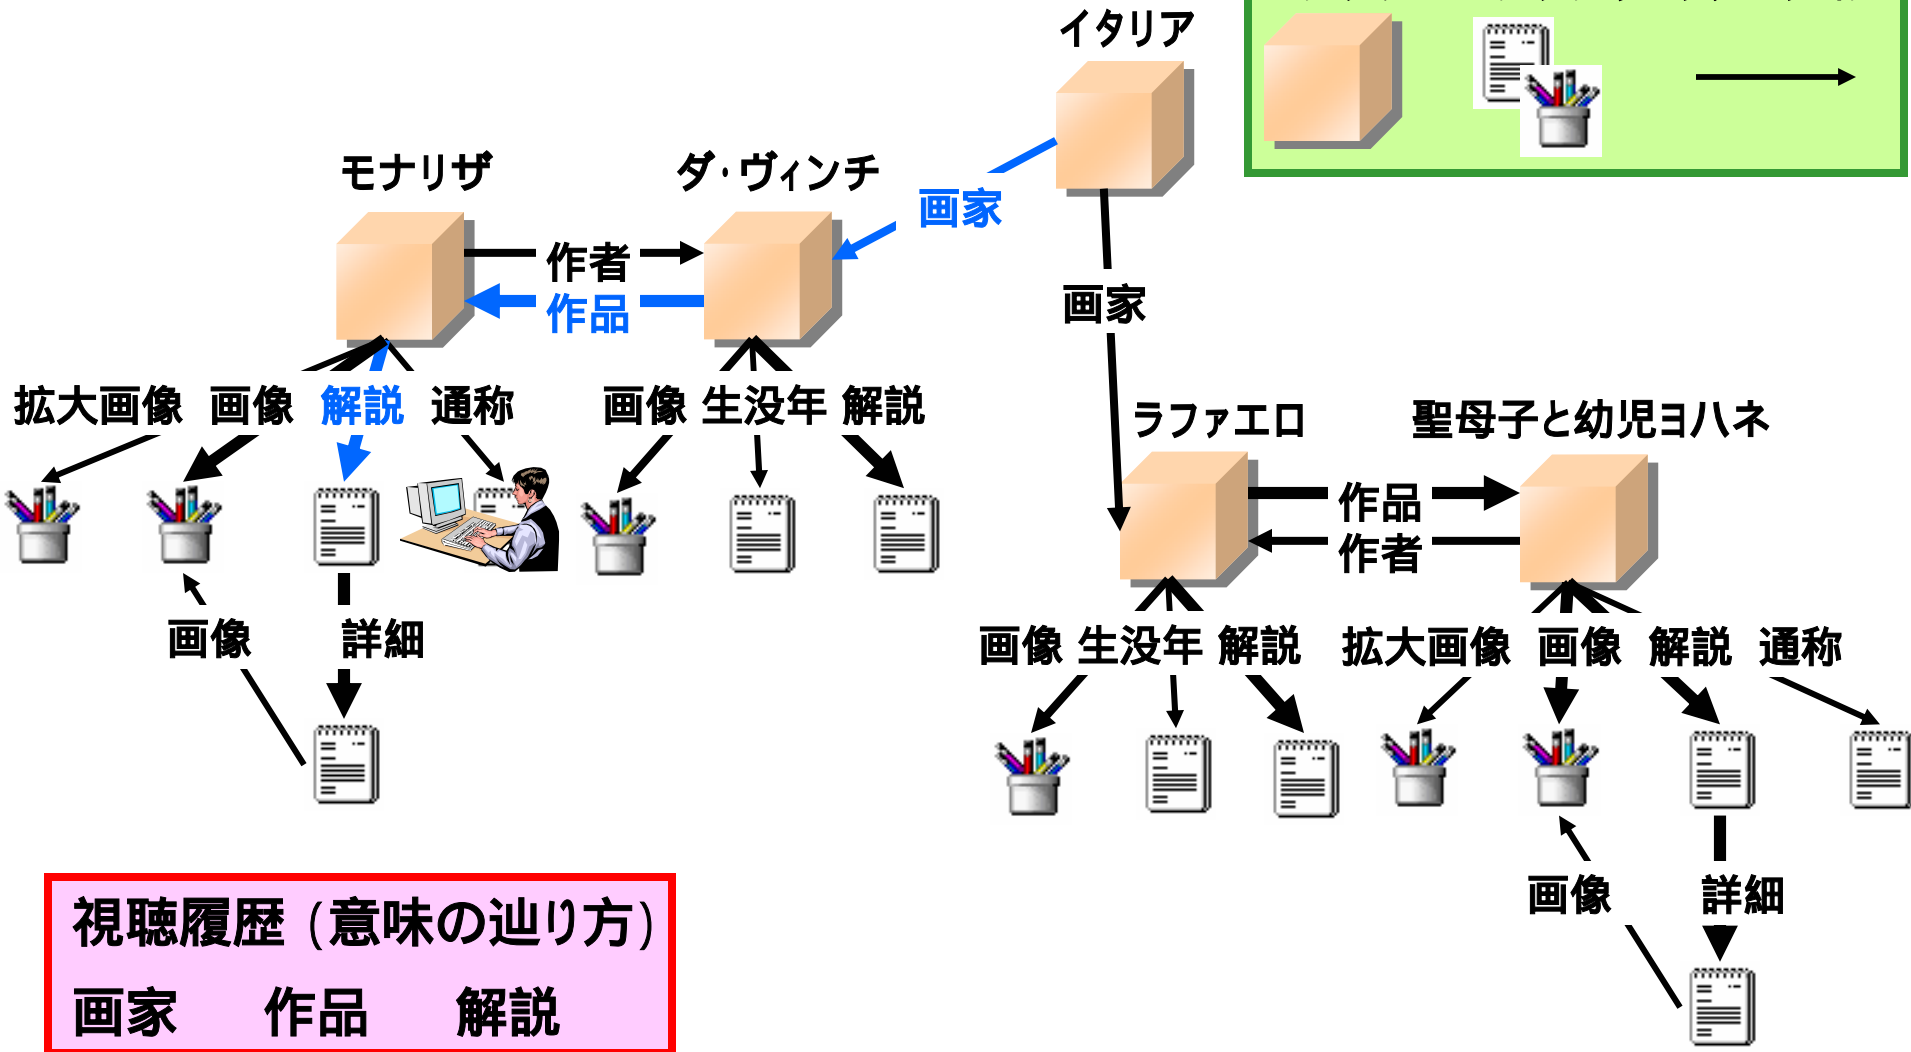 イタリア
モナリザ
ダ・ヴィンチ
画家
作者
作品
画家
拡大画像 画像 解説 通称
画像 生没年 解説
ラファエロ
聖母子と幼児ヨハネ
作品
作者
画像 詳細
画像 生没年 解説
拡大画像 画像 解説 通称
画像 詳細
視聴履歴（意味の辿り方）
画家 作品 解説